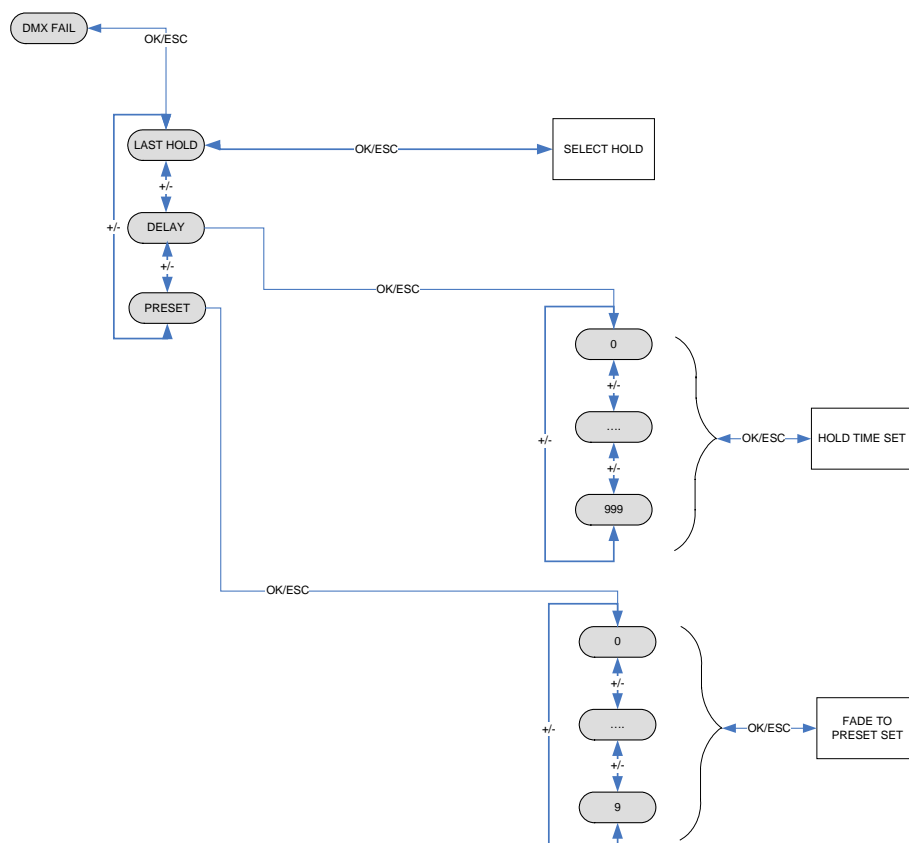 DMX FAIL
OK/ESC
LAST HOLD
OK/ESC
SELECT HOLD
+/-
+/-
DELAY
+/-
OK/ESC
PRESET
0
+/-
+/-
....
OK/ESC
HOLD TIME SET
+/-
999
OK/ESC
0
+/-
+/-
....
OK/ESC
FADE TO
PRESET SET
+/-
9